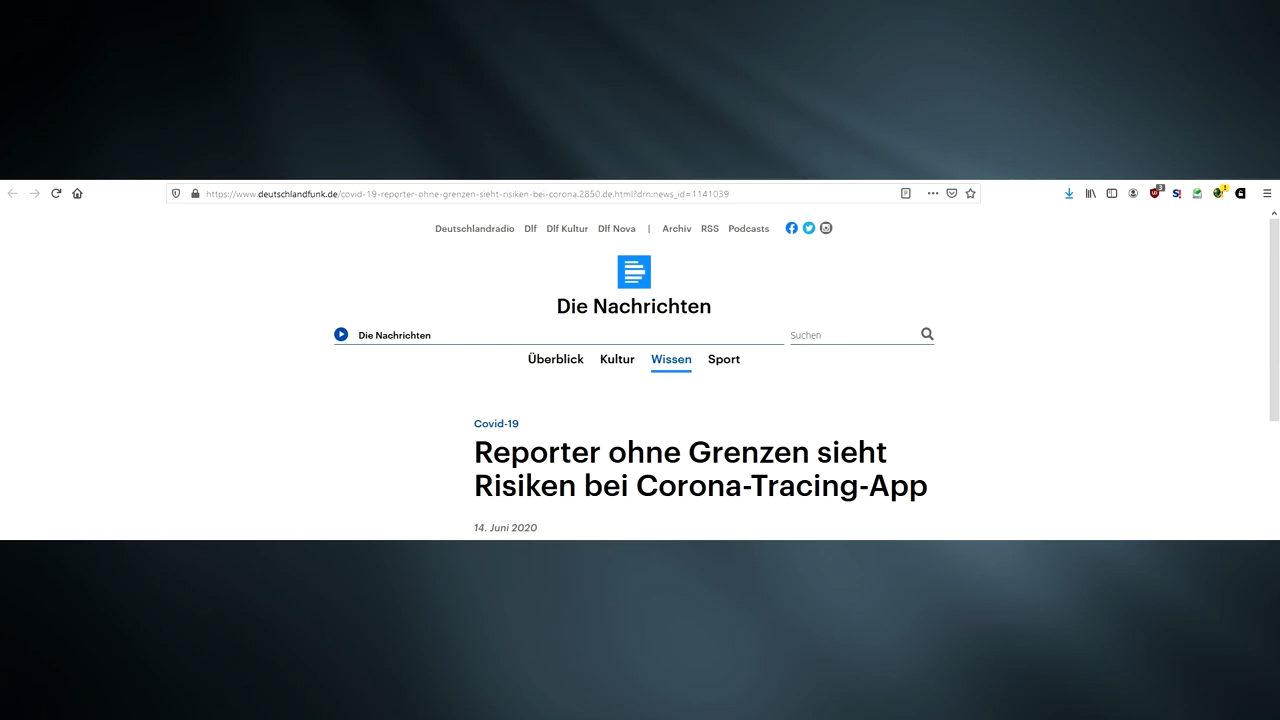 https://www.deutschlandfunk.de/covid-19-reporter-ohne-grenzen-sieht-risiken-bei-corona.2850.de.html?drn:news_id=1141039
Deutschlandradio Dlf Dlf Kultur Dlf Nova | Archiv RSS Podcasts
Die Nachrichten
Die Nachrichten Suchen
Überblick Kultur Wissen Sport
Covid-19
Reporter ohne Grenzen sieht
Risiken bei Corona-Tracing-App
14. Juni 2020